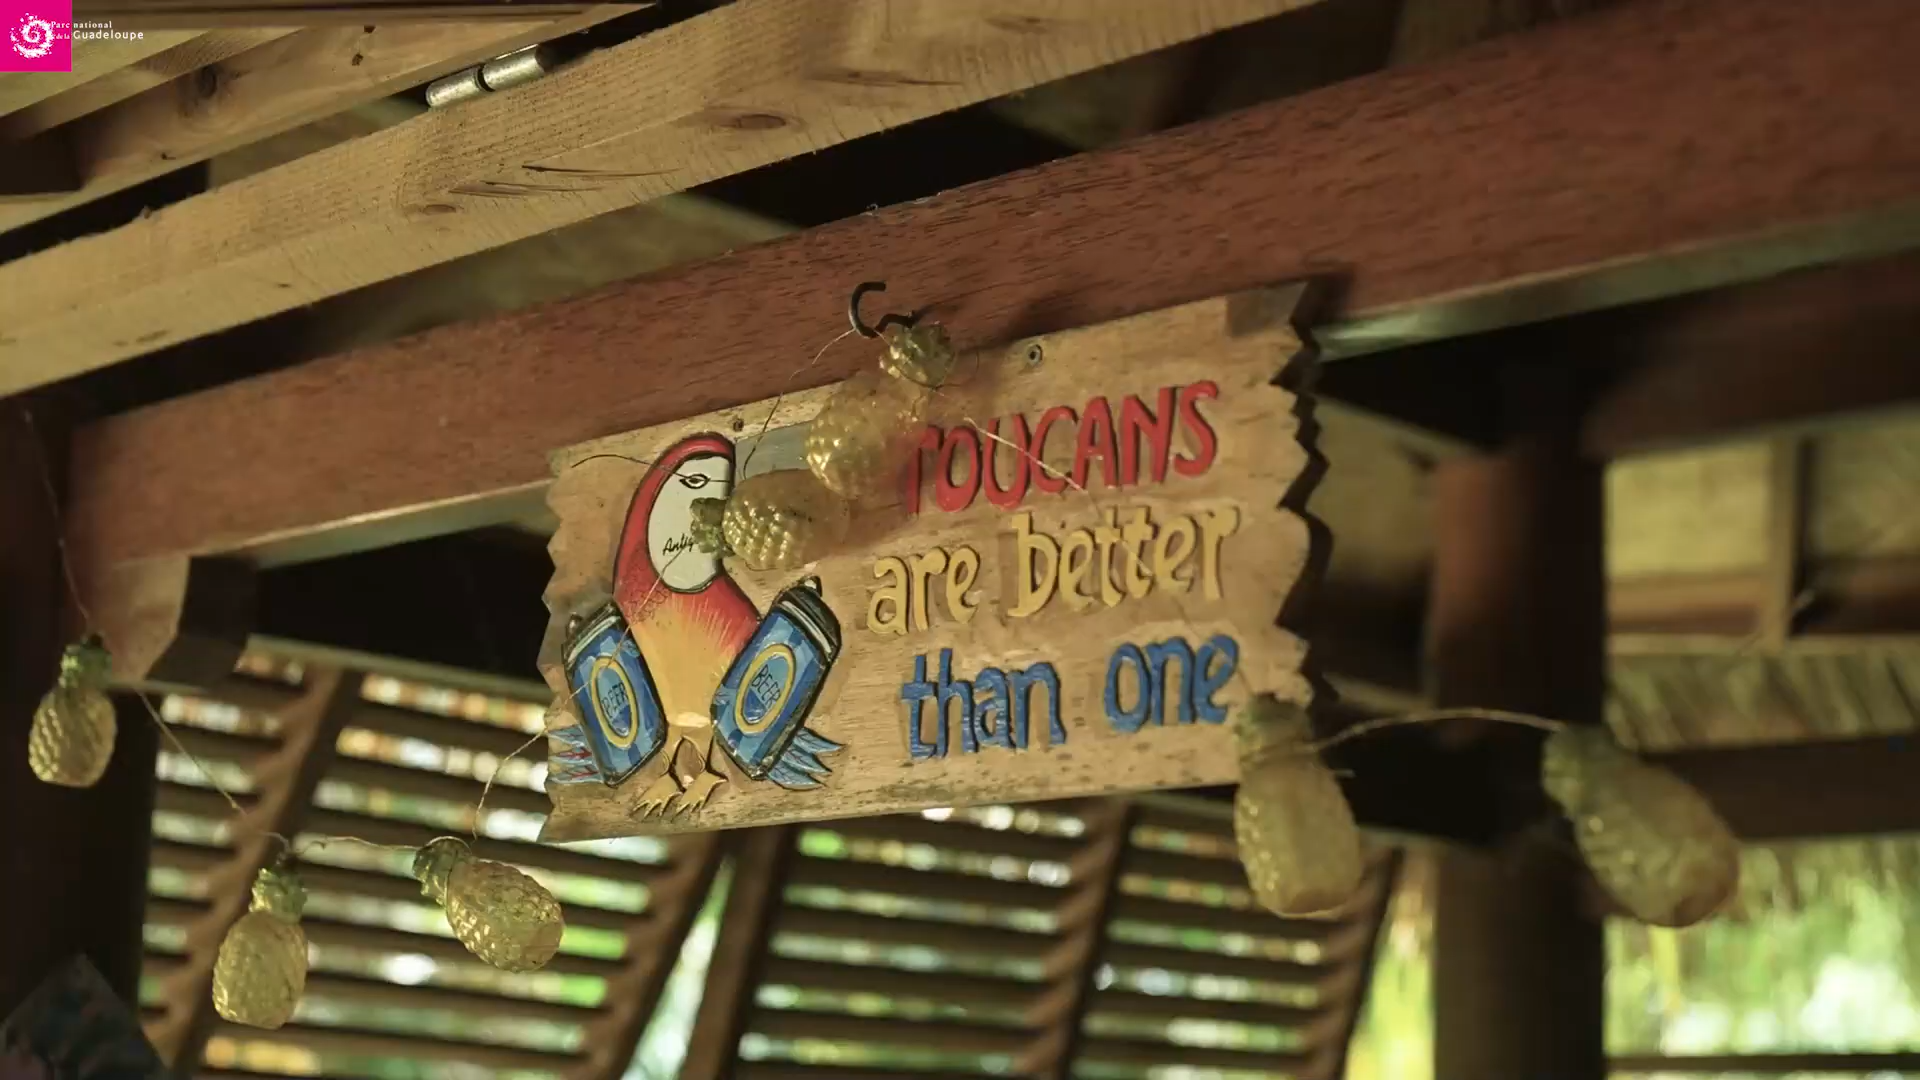 Parc national
de la Guadeloupe
TOUCANS
are better
than one
BEER
BEER